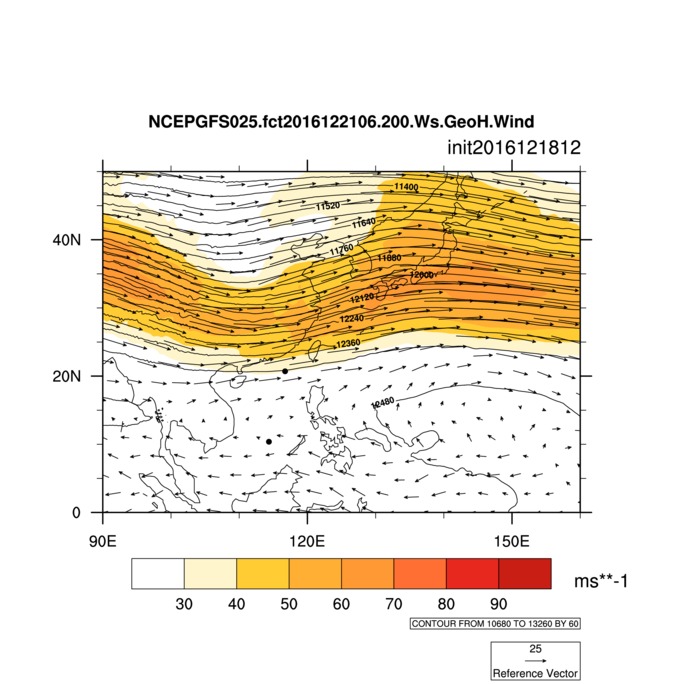 NCEPGFS025.fct2016122106.200.Ws.GeoH.Wind
init2016121812
11400
11520
11640
40N
11760
11880
12000
12120
12240
12360
20N
12480
0
90E 120E 150E
ms**-1
30 40 50 60 70 80 90
CONTOUR FROM 10680 TO 13260 BY 60
25
Reference Vector